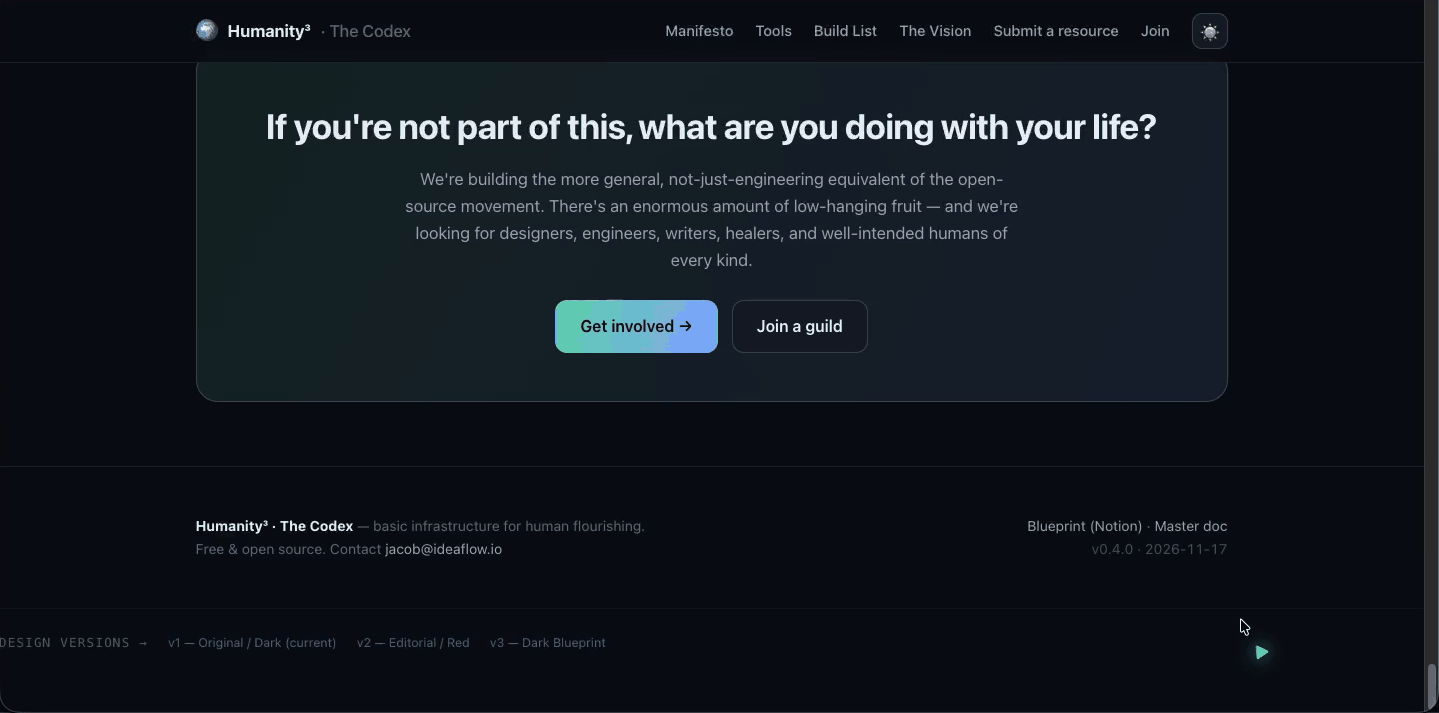 Humanity³ · The Codex
Manifesto Tools Build List The Vision Submit a resource Join
If you're not part of this, what are you doing with your life?
We're building the more general, not-just-engineering equivalent of the open-
source movement. There's an enormous amount of low-hanging fruit — and we're
looking for designers, engineers, writers, healers, and well-intended humans of
every kind.
Get involved →
Join a guild
Humanity³ · The Codex — basic infrastructure for human flourishing.
Free & open source. Contact jacob@ideaflow.io
Blueprint (Notion) · Master doc
v0.4.0 · 2026-11-17
DESIGN VERSIONS → v1 — Original / Dark (current) v2 — Editorial / Red v3 — Dark Blueprint